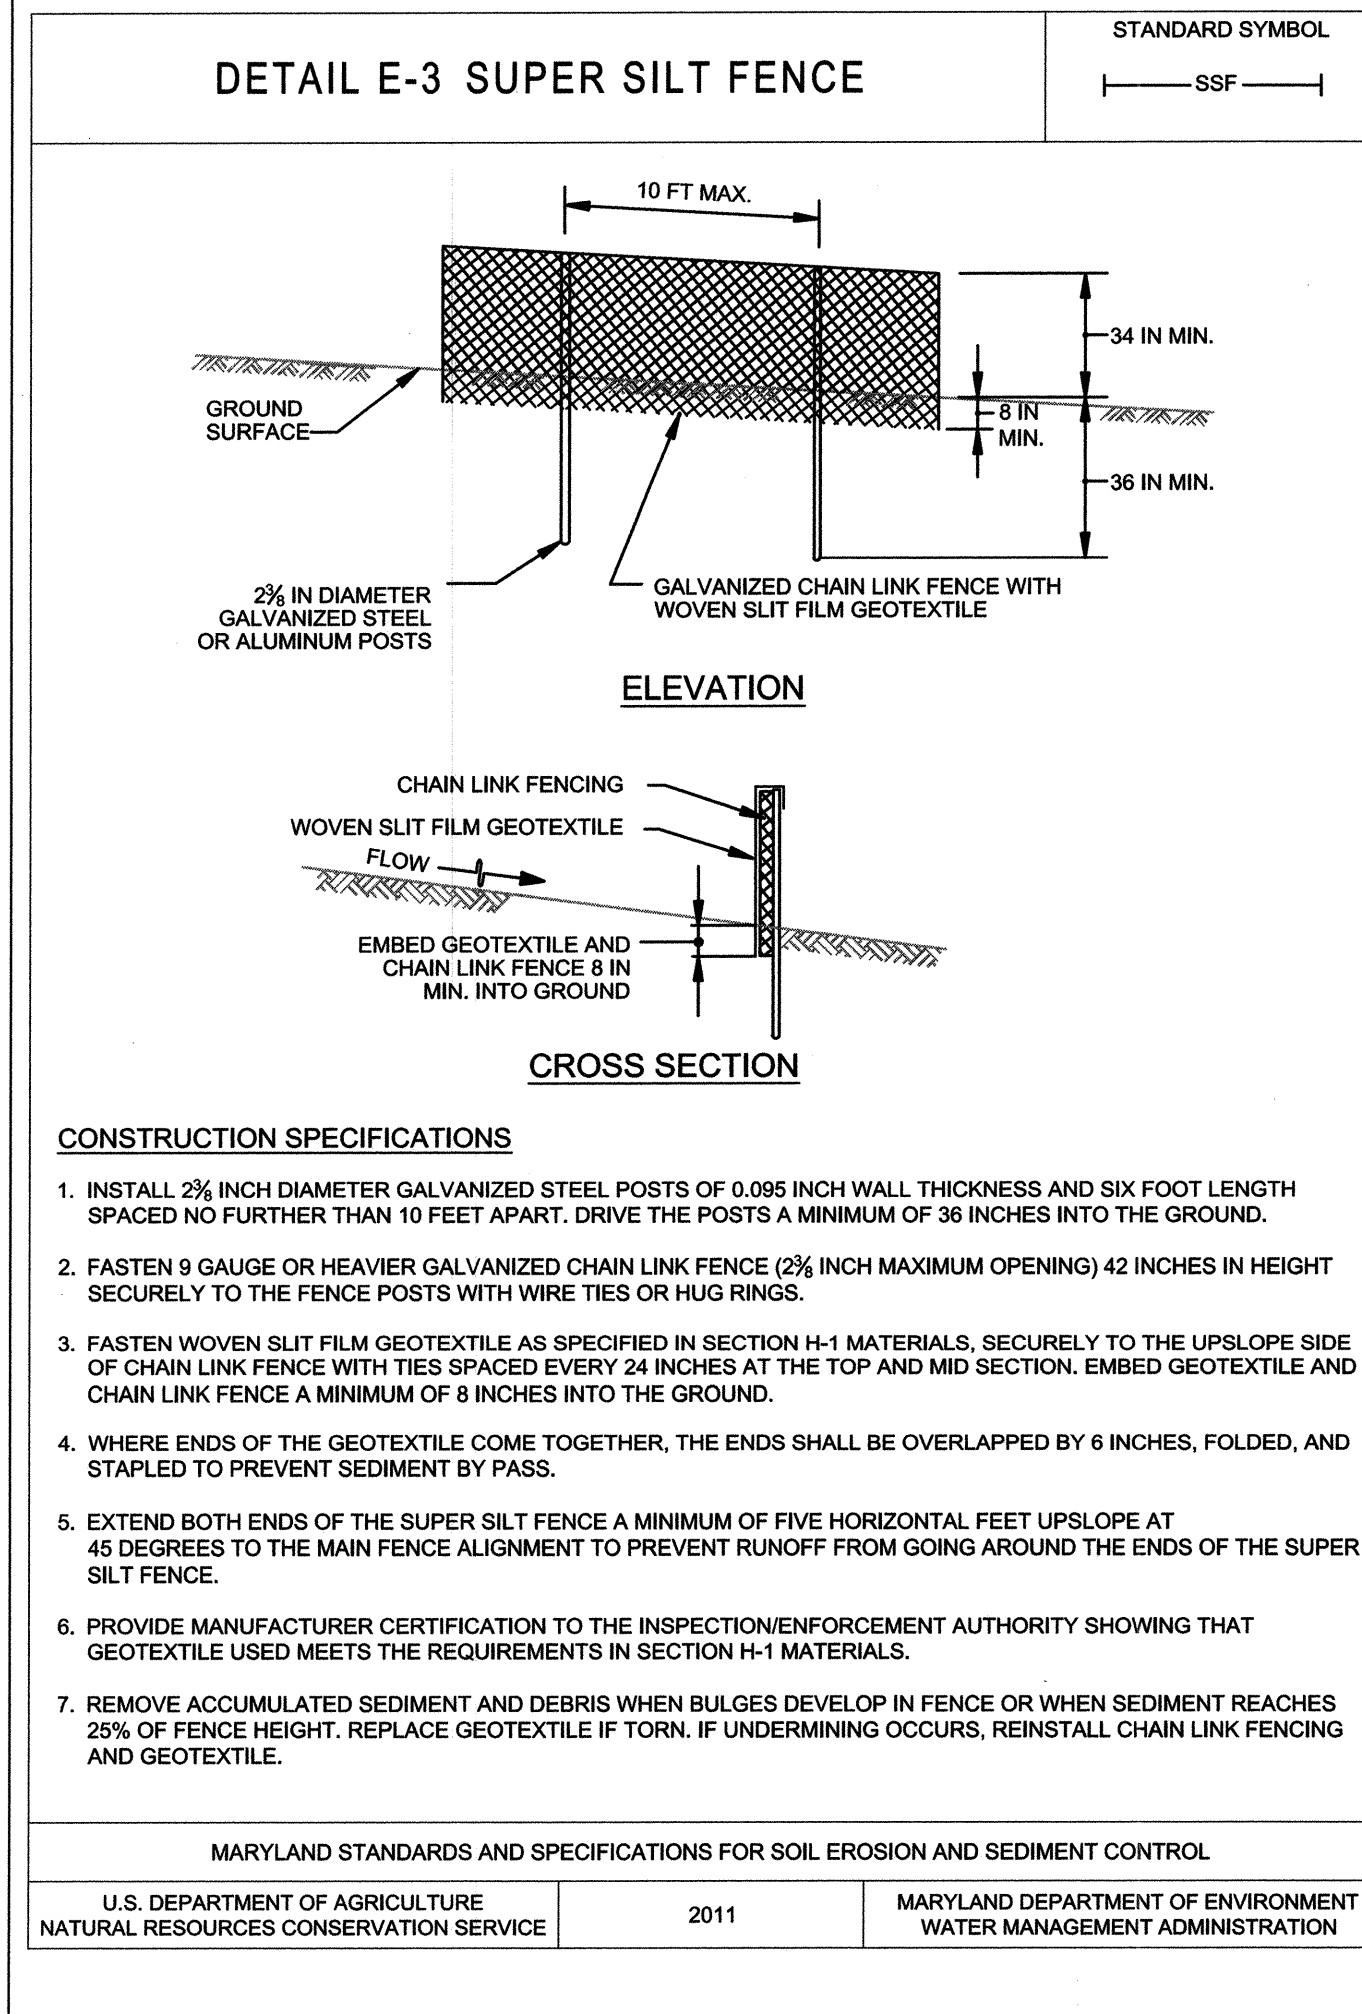 DETAIL E-3 SUPER SILT FENCE
STANDARD SYMBOL
SSF
10 FT MAX.
34 IN MIN.
GROUND
SURFACE
8 IN
MIN.
36 IN MIN.
2⅜ IN DIAMETER
GALVANIZED STEEL
OR ALUMINUM POSTS
GALVANIZED CHAIN LINK FENCE WITH
WOVEN SLIT FILM GEOTEXTILE
ELEVATION
CHAIN LINK FENCING
WOVEN SLIT FILM GEOTEXTILE
FLOW
EMBED GEOTEXTILE AND
CHAIN LINK FENCE 8 IN
MIN. INTO GROUND
CROSS SECTION
CONSTRUCTION SPECIFICATIONS
1. INSTALL 2⅜ INCH DIAMETER GALVANIZED STEEL POSTS OF 0.095 INCH WALL THICKNESS AND SIX FOOT LENGTH
SPACED NO FURTHER THAN 10 FEET APART. DRIVE THE POSTS A MINIMUM OF 36 INCHES INTO THE GROUND.
2. FASTEN 9 GAUGE OR HEAVIER GALVANIZED CHAIN LINK FENCE (2⅜ INCH MAXIMUM OPENING) 42 INCHES IN HEIGHT
SECURELY TO THE FENCE POSTS WITH WIRE TIES OR HUG RINGS.
3. FASTEN WOVEN SLIT FILM GEOTEXTILE AS SPECIFIED IN SECTION H-1 MATERIALS, SECURELY TO THE UPSLOPE SIDE
OF CHAIN LINK FENCE WITH TIES SPACED EVERY 24 INCHES AT THE TOP AND MID SECTION. EMBED GEOTEXTILE AND
CHAIN LINK FENCE A MINIMUM OF 8 INCHES INTO THE GROUND.
4. WHERE ENDS OF THE GEOTEXTILE COME TOGETHER, THE ENDS SHALL BE OVERLAPPED BY 6 INCHES, FOLDED, AND
STAPLED TO PREVENT SEDIMENT BY PASS.
5. EXTEND BOTH ENDS OF THE SUPER SILT FENCE A MINIMUM OF FIVE HORIZONTAL FEET UPSLOPE AT
45 DEGREES TO THE MAIN FENCE ALIGNMENT TO PREVENT RUNOFF FROM GOING AROUND THE ENDS OF THE SUPER
SILT FENCE.
6. PROVIDE MANUFACTURER CERTIFICATION TO THE INSPECTION/ENFORCEMENT AUTHORITY SHOWING THAT
GEOTEXTILE USED MEETS THE REQUIREMENTS IN SECTION H-1 MATERIALS.
7. REMOVE ACCUMULATED SEDIMENT AND DEBRIS WHEN BULGES DEVELOP IN FENCE OR WHEN SEDIMENT REACHES
25% OF FENCE HEIGHT. REPLACE GEOTEXTILE IF TORN. IF UNDERMINING OCCURS, REINSTALL CHAIN LINK FENCING
AND GEOTEXTILE.
MARYLAND STANDARDS AND SPECIFICATIONS FOR SOIL EROSION AND SEDIMENT CONTROL
U.S. DEPARTMENT OF AGRICULTURE
NATURAL RESOURCES CONSERVATION SERVICE
2011
MARYLAND DEPARTMENT OF ENVIRONMENT
WATER MANAGEMENT ADMINISTRATION